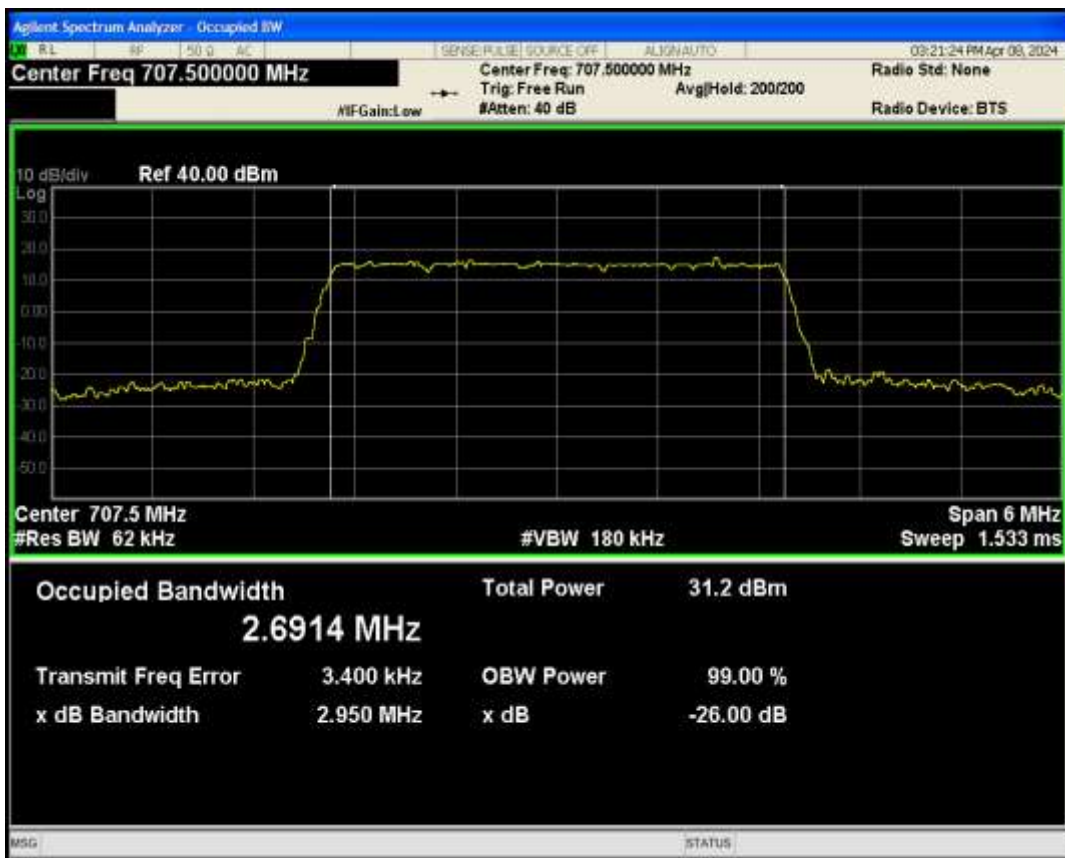 Agilent Spectrum Analyzer - Occupied BW
RL RF 50 Ω AC SENSE:PULSE SOURCE OFF ALIGNAUTO 03:21:24 PM Apr 08, 2024
Center Freq 707.500000 MHz Center Freq: 707.500000 MHz Radio Std: None
Trig: Free Run Avg|Hold: 200/200
#IFGain:Low #Atten: 40 dB Radio Device: BTS
10 dB/div Ref 40.00 dBm
Log
30.0
20.0
10.0
0.00
-10.0
-20.0
-30.0
-40.0
-50.0
Center 707.5 MHz Span 6 MHz
#Res BW 62 kHz #VBW 180 kHz Sweep 1.533 ms
Occupied Bandwidth Total Power 31.2 dBm
2.6914 MHz
Transmit Freq Error 3.400 kHz OBW Power 99.00 %
x dB Bandwidth 2.950 MHz x dB -26.00 dB
MSG STATUS